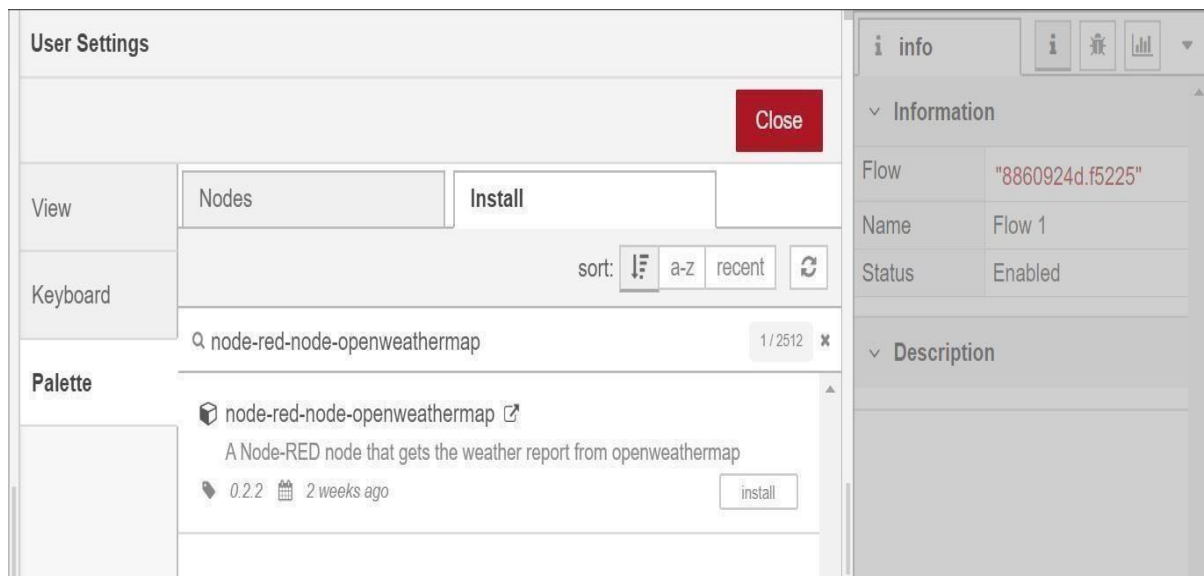 User Settings
Close
View
Keyboard
Palette
Nodes
Install
sort: a-z recent
node-red-node-openweathermap 1 / 2512 ×
node-red-node-openweathermap
A Node-RED node that gets the weather report from openweathermap
0.2.2 2 weeks ago
install
i info
i
Information
Flow "8860924d.f5225"
Name Flow 1
Status Enabled
Description